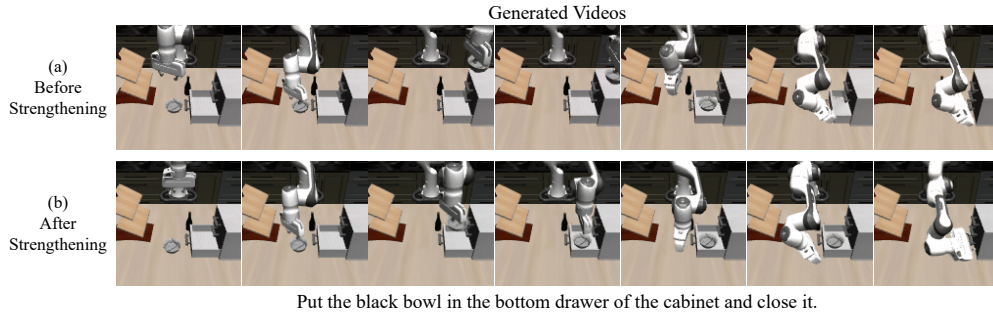 Generated Videos
(a)
Before
Strengthening
(b)
After
Strengthening
Put the black bowl in the bottom drawer of the cabinet and close it.